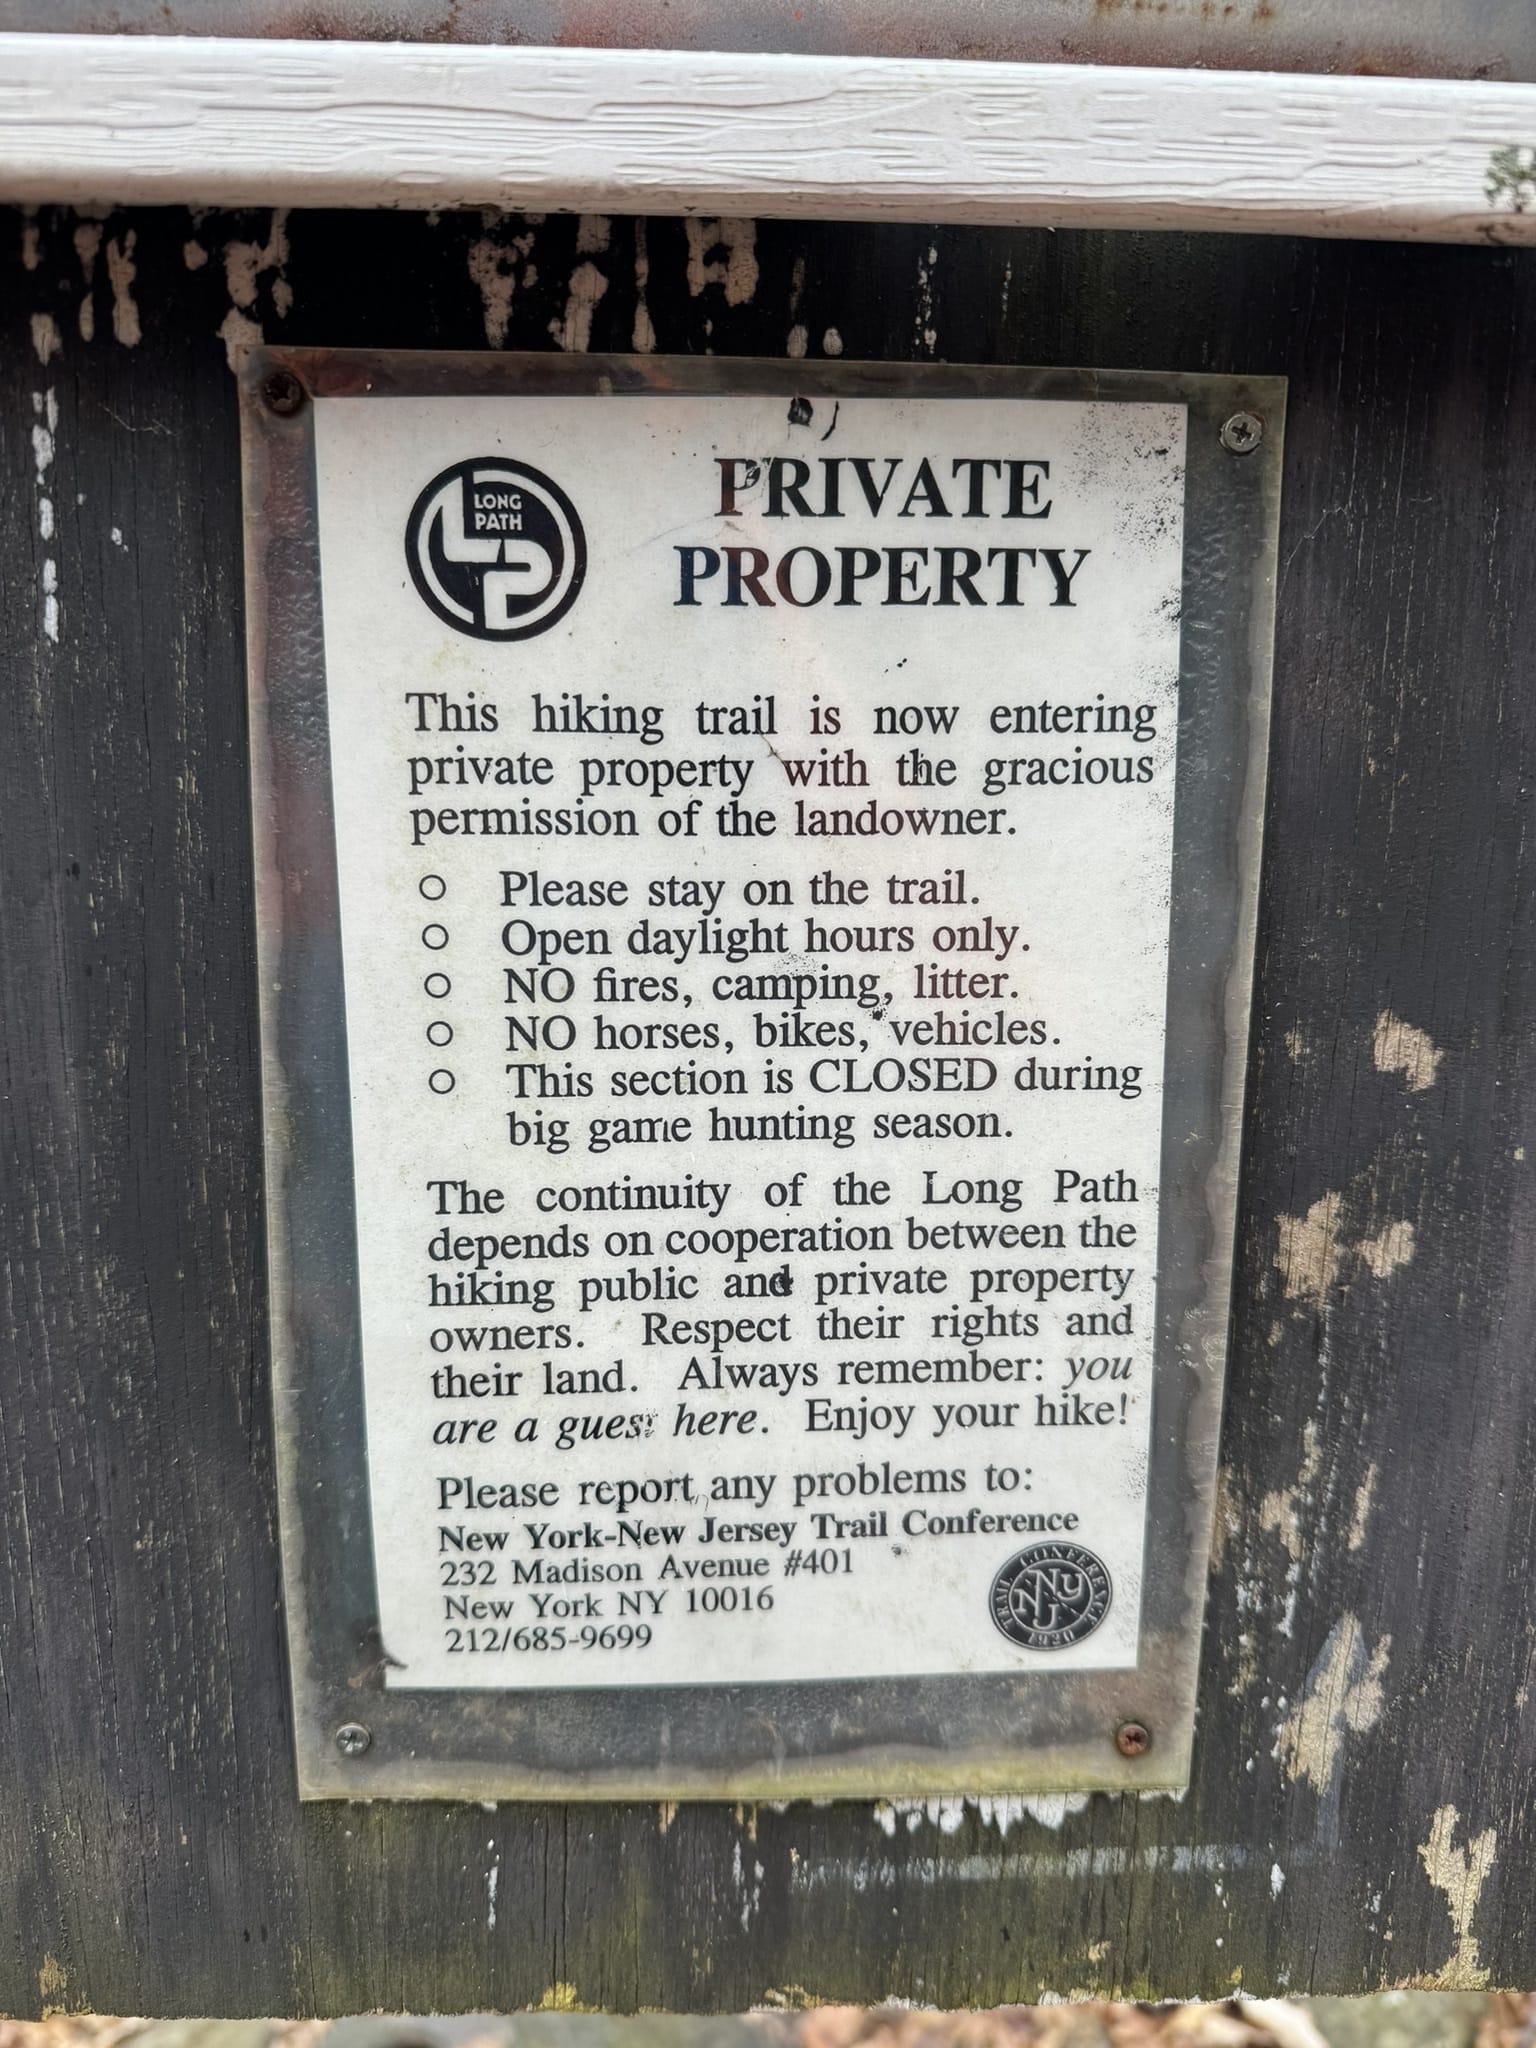 LONG
PATH
PRIVATE
PROPERTY
This hiking trail is now entering
private property with the gracious
permission of the landowner.
○ Please stay on the trail.
○ Open daylight hours only.
○ NO fires, camping, litter.
○ NO horses, bikes, vehicles.
○ This section is CLOSED during
big game hunting season.
The continuity of the Long Path
depends on cooperation between the
hiking public and private property
owners. Respect their rights and
their land. Always remember: you
are a guest here. Enjoy your hike!
Please report any problems to:
New York-New Jersey Trail Conference
232 Madison Avenue #401
New York NY 10016
212/685-9699
TRAIL CONFERENCE
NY
NJ
1920